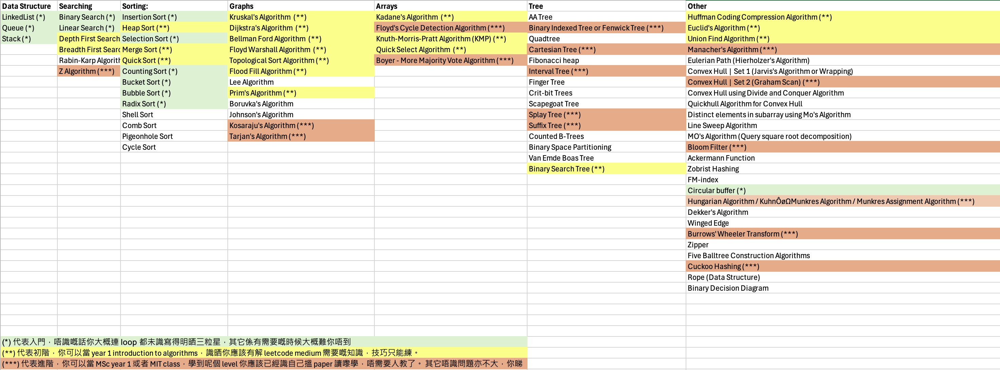 Data Structure Searching Sorting: Graphs Arrays Tree Other
LinkedList (*) Binary Search (*) Insertion Sort (*) Kruskal's Algorithm (**) Kadane's Algorithm (**) AA Tree Huffman Coding Compression Algorithm (**)
Queue (*) Linear Search (*) Heap Sort (**) Dijkstra's Algorithm (**) Floyd's Cycle Detection Algorithm (***) Binary Indexed Tree or Fenwick Tree (***) Euclid's Algorithm (**)
Stack (*) Depth First Search Selection Sort (*) Bellman Ford Algorithm (**) Knuth-Morris-Pratt Algorithm (KMP) (**) Quadtree Union Find Algorithm (**)
Breadth First Searc Merge Sort (**) Floyd Warshall Algorithm (**) Quick Select Algorithm (**) Cartesian Tree (***) Manacher's Algorithm (***)
Rabin-Karp Algorith Quick Sort (**) Topological Sort Algorithm (**) Boyer - More Majority Vote Algorithm (***) Fibonacci heap Eulerian Path (Hierholzer's Algorithm)
Z Algorithm (***) Counting Sort (*) Flood Fill Algorithm (**) Interval Tree (***) Convex Hull | Set 1 (Jarvis's Algorithm or Wrapping)
Bucket Sort (*) Lee Algorithm Finger Tree Convex Hull | Set 2 (Graham Scan) (***)
Bubble Sort (*) Prim's Algorithm (**) Crit-bit Trees Convex Hull using Divide and Conquer Algorithm
Radix Sort (*) Boruvka's Algorithm Scapegoat Tree Quickhull Algorithm for Convex Hull
Shell Sort Johnson's Algorithm Splay Tree (***) Distinct elements in subarray using Mo's Algorithm
Comb Sort Kosaraju's Algorithm (***) Suffix Tree (***) Line Sweep Algorithm
Pigeonhole Sort Tarjan's Algorithm (***) Counted B-Trees MO's Algorithm (Query square root decomposition)
Cycle Sort Binary Space Partitioning Bloom Filter (***)
Van Emde Boas Tree Ackermann Function
Binary Search Tree (**) Zobrist Hashing
FM-index
Circular buffer (*)
Hungarian Algorithm / KuhnÔøΩMunkres Algorithm / Munkres Assignment Algorithm (***)
Dekker's Algorithm
Winged Edge
Burrows' Wheeler Transform (***)
Zipper
Five Balltree Construction Algorithms
Cuckoo Hashing (***)
Rope (Data Structure)
Binary Decision Diagram
(*) 代表入門，唔識嘅話你大概連 loop 都未識寫得明晒三粒星，其它係有需要嘅時候大概難你唔到
(**) 代表初階，你可以當 year 1 introduction to algorithms，識晒你應該有解 leetcode medium 需要嘅知識，技巧只能練。
(***) 代表進階，你可以當 MSc year 1 或者 MIT class，學到呢個 level 你應該已經識自己搵 paper 讀嚟學，唔需要人教了。 其它唔識問題亦不大，你睇